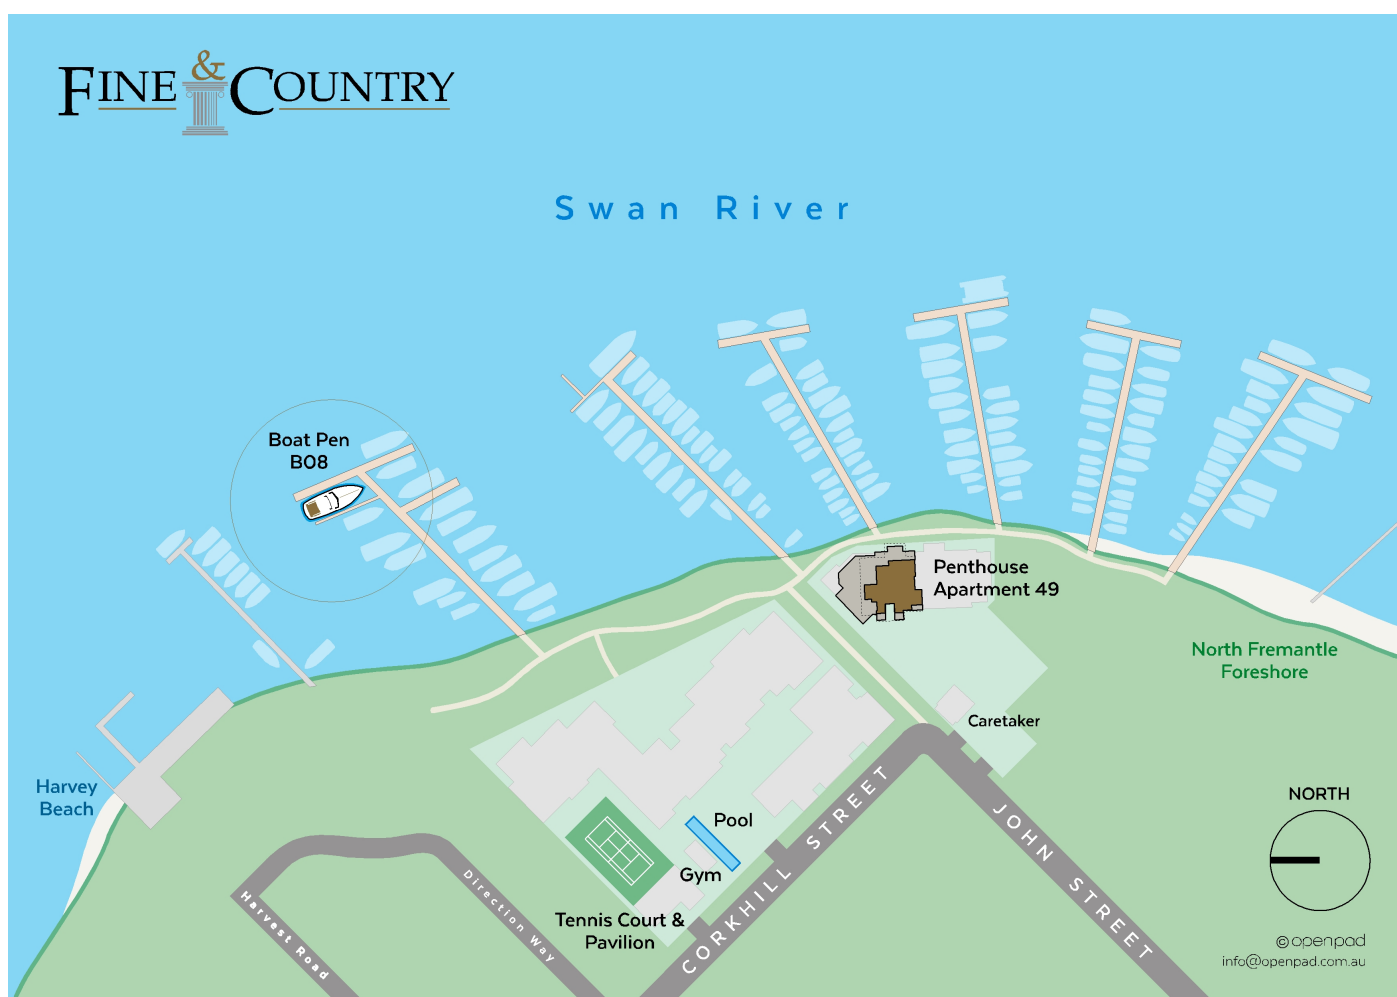 FINE & COUNTRY
Swan River
Boat Pen
B08
Penthouse
Apartment 49
North Fremantle
Foreshore
Caretaker
Harvey
Beach
NORTH
Pool
Gym
Tennis Court &
Pavilion
CORKHILL STREET
JOHN STREET
Direction Way
Harvest Road
© openpad
info@openpad.com.au